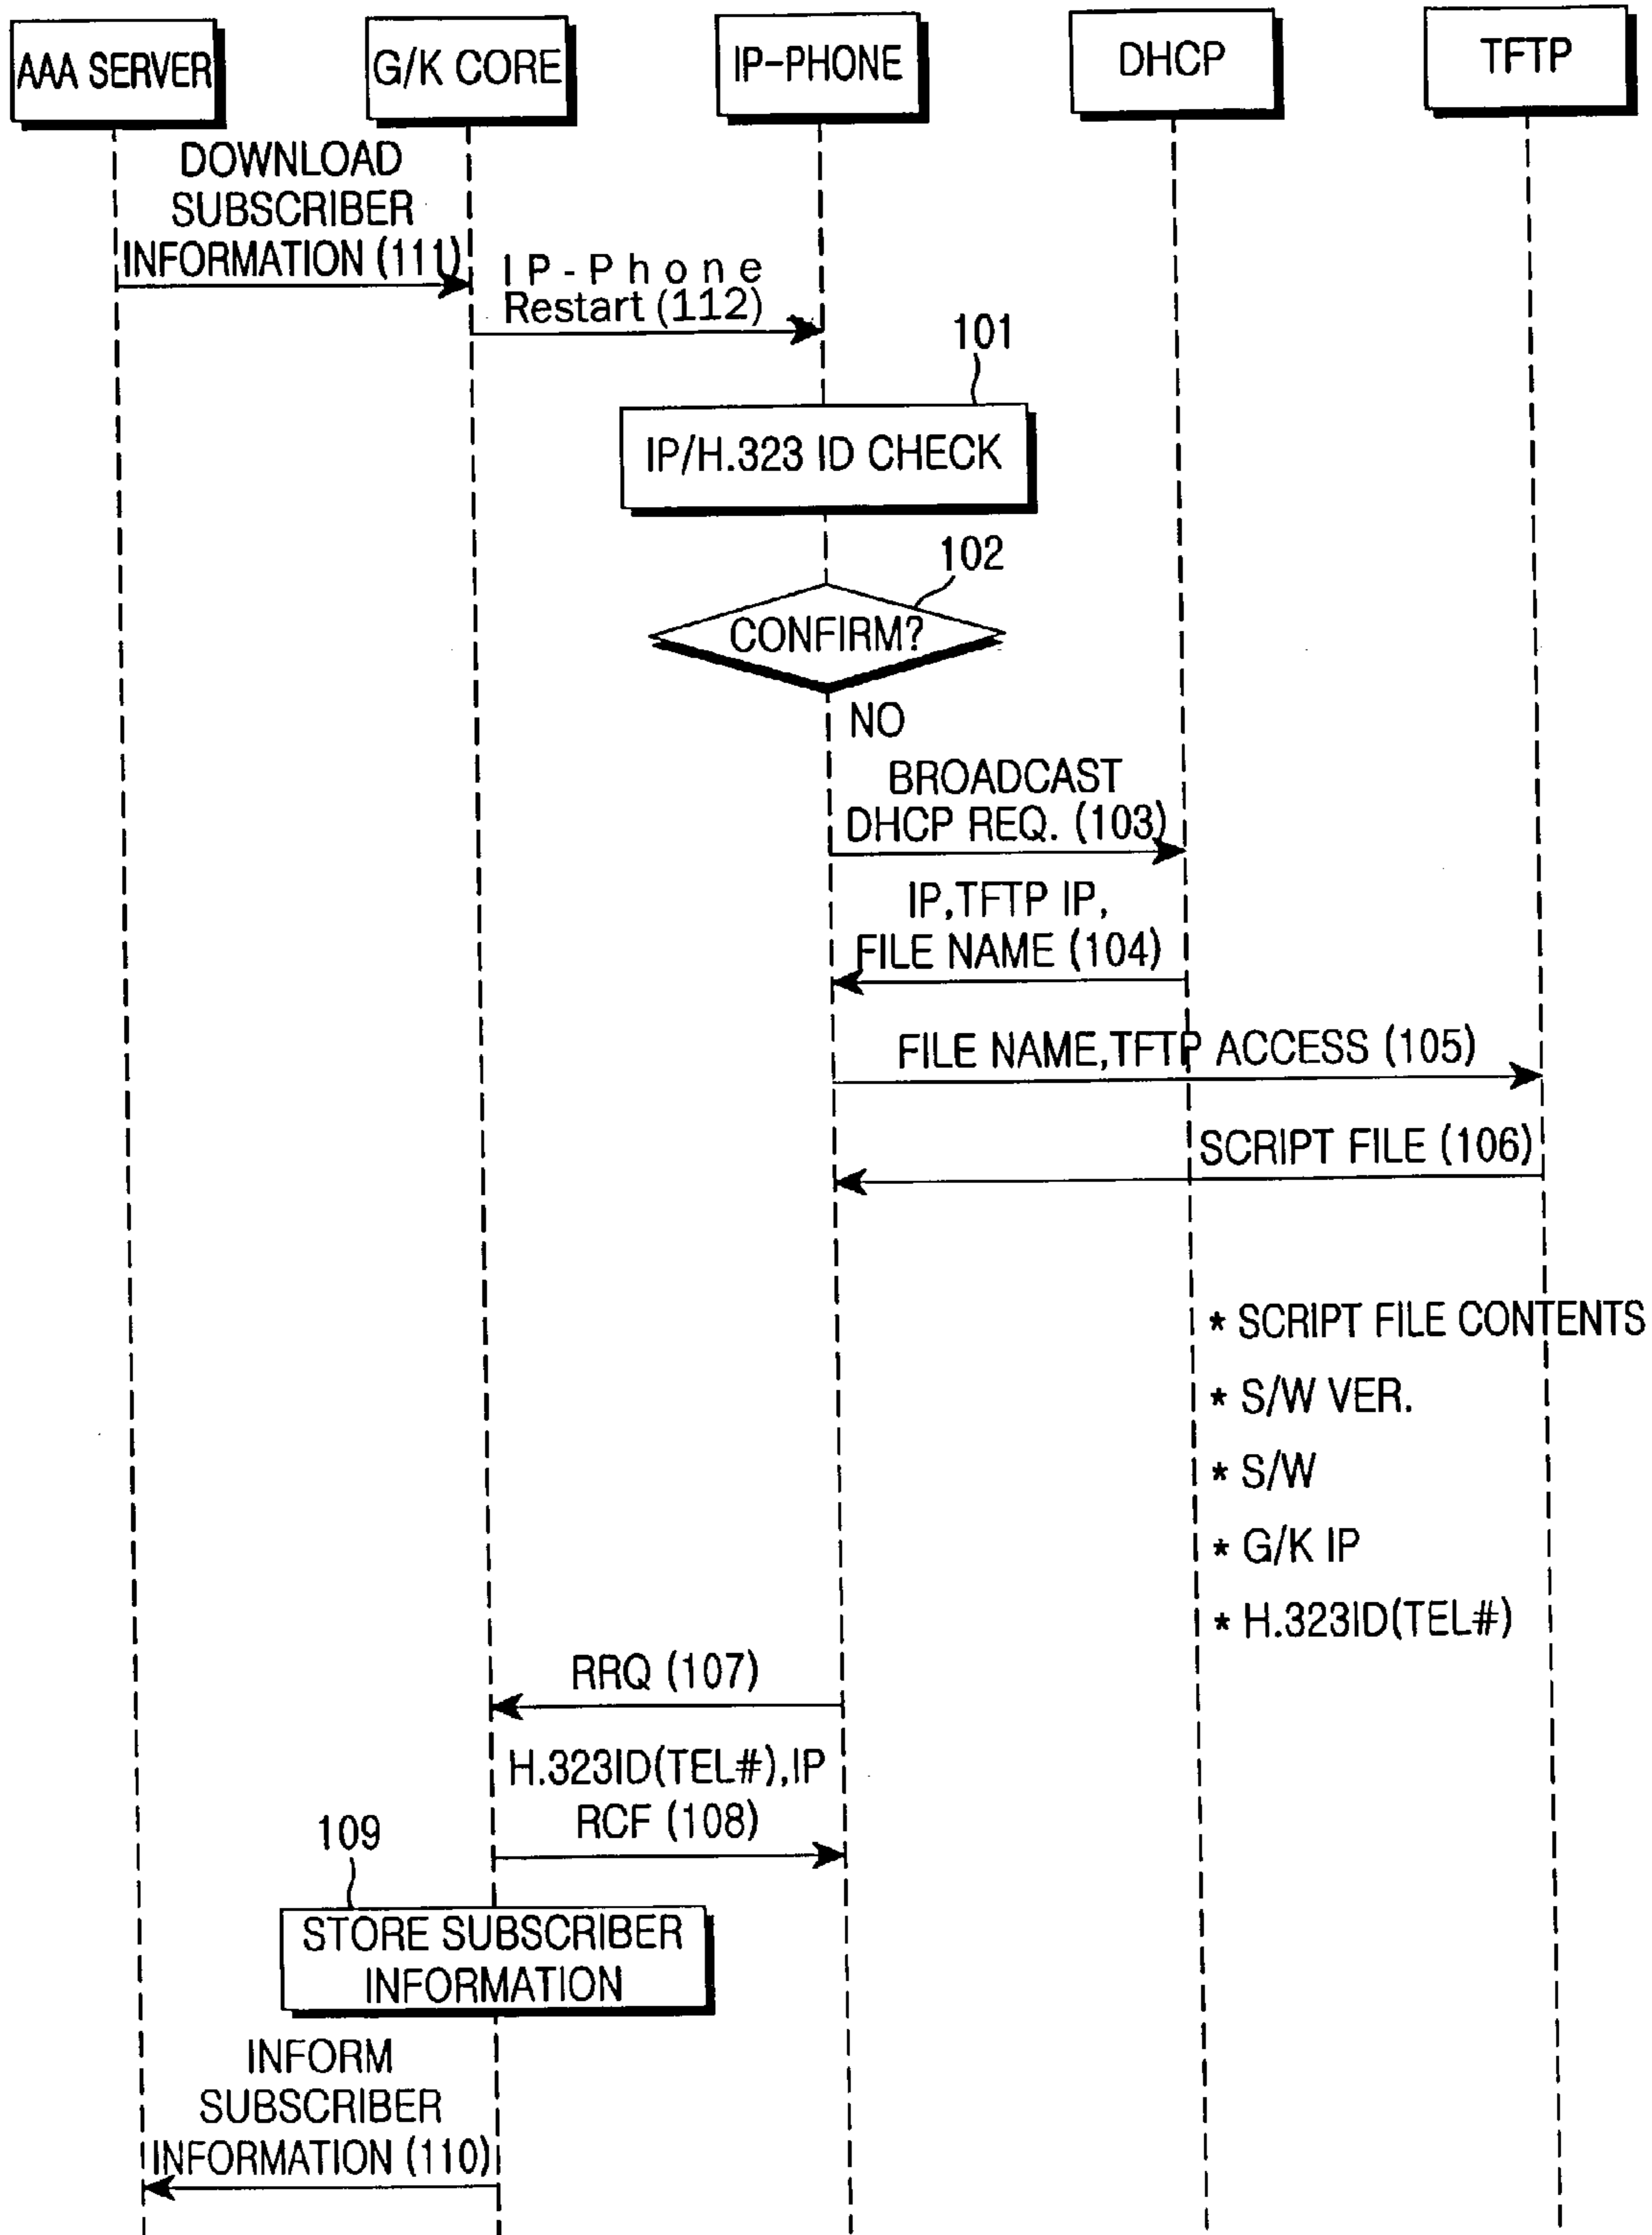 AAA SERVER
G/K CORE
IP-PHONE
DHCP
TFTP
DOWNLOAD
SUBSCRIBER
INFORMATION (111)
IP-Phone
Restart (112)
101
IP/H.323 ID CHECK
102
CONFIRM?
NO
BROADCAST
DHCP REQ. (103)
IP,TFTP IP,
FILE NAME (104)
FILE NAME,TFTP ACCESS (105)
SCRIPT FILE (106)
* SCRIPT FILE CONTENTS
* S/W VER.
* S/W
* G/K IP
* H.323ID(TEL#)
RRQ (107)
H.323ID(TEL#),IP
RCF (108)
109
STORE SUBSCRIBER
INFORMATION
INFORM
SUBSCRIBER
INFORMATION (110)